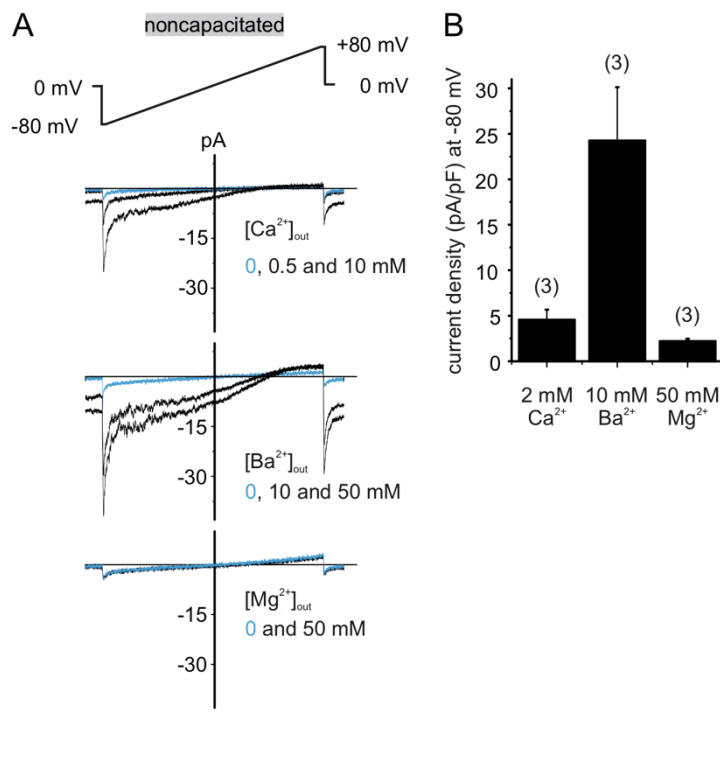 A
noncapacitated
+80 mV
0 mV
0 mV
-80 mV
pA
-15
[Ca²⁺]out
0, 0.5 and 10 mM
-30
-15
[Ba²⁺]out
-30
0, 10 and 50 mM
[Mg²⁺]out
-15
0 and 50 mM
-30
B
current density (pA/pF) at -80 mV
30
25
20
15
10
5
0
(3)
(3)
(3)
2 mM 10 mM 50 mM
Ca²⁺ Ba²⁺ Mg²⁺